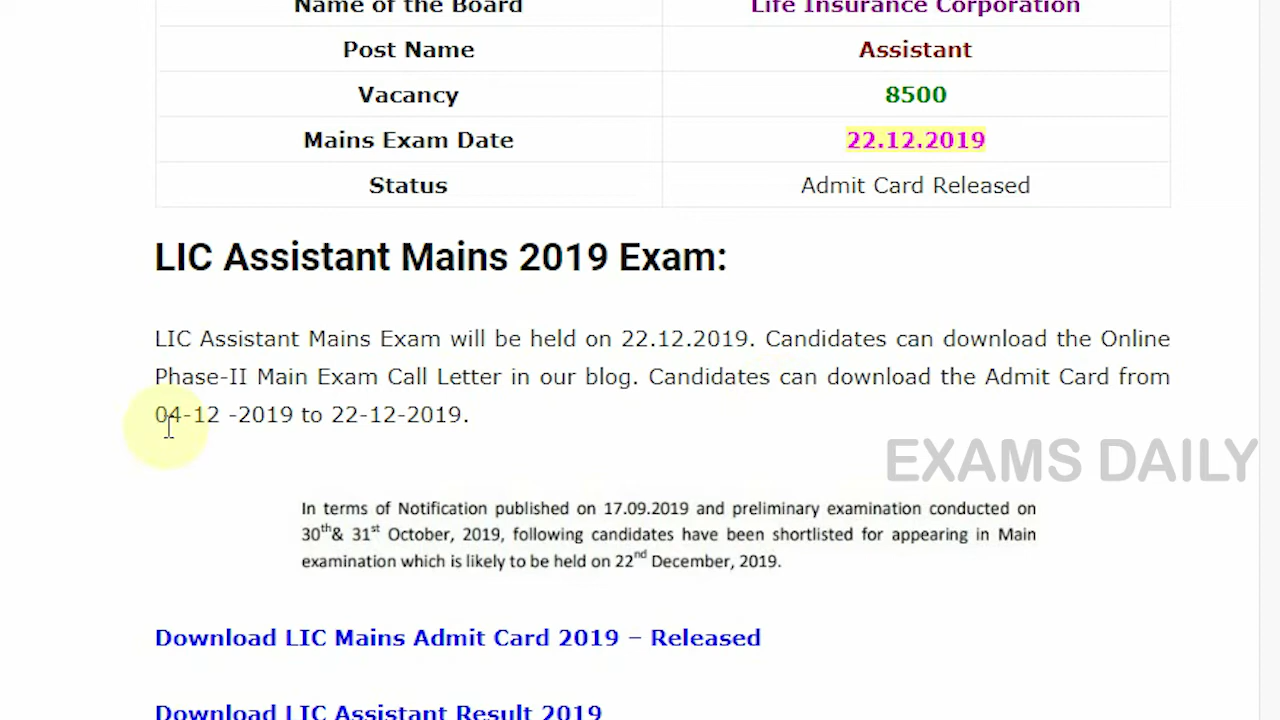 Name of the Board Life Insurance Corporation
Post Name Assistant
Vacancy 8500
Mains Exam Date 22.12.2019
Status Admit Card Released
LIC Assistant Mains 2019 Exam:
LIC Assistant Mains Exam will be held on 22.12.2019. Candidates can download the Online
Phase-II Main Exam Call Letter in our blog. Candidates can download the Admit Card from
04-12 -2019 to 22-12-2019.
EXAMS DAILY
In terms of Notification published on 17.09.2019 and preliminary examination conducted on
30th& 31st October, 2019, following candidates have been shortlisted for appearing in Main
examination which is likely to be held on 22nd December, 2019.
Download LIC Mains Admit Card 2019 – Released
Download LIC Assistant Result 2019